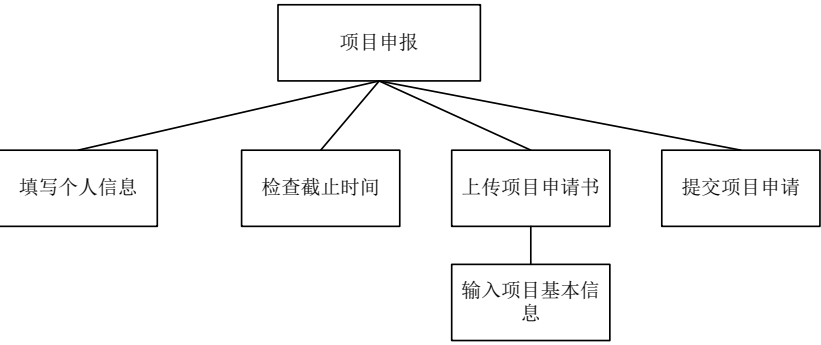 项目申报
填写个人信息
检查截止时间
上传项目申请书
提交项目申请
输入项目基本信
息